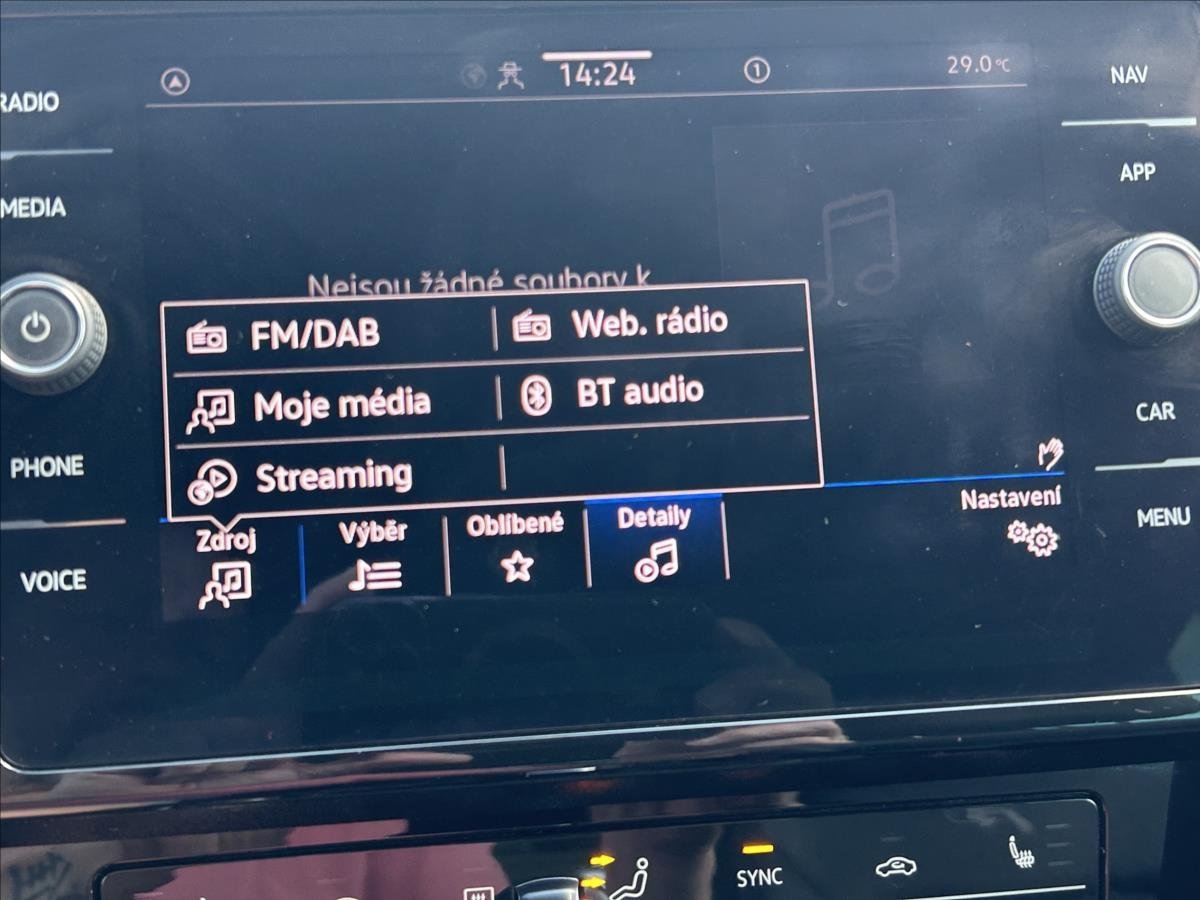 14:24
1
29.0°C
RADIO
MEDIA
PHONE
VOICE
NAV
APP
CAR
MENU
Nejsou žádné soubory k
FM/DAB
Web. rádio
Moje média
BT audio
Streaming
Zdroj
Výběr
Oblíbené
Detaily
Nastavení
SYNC